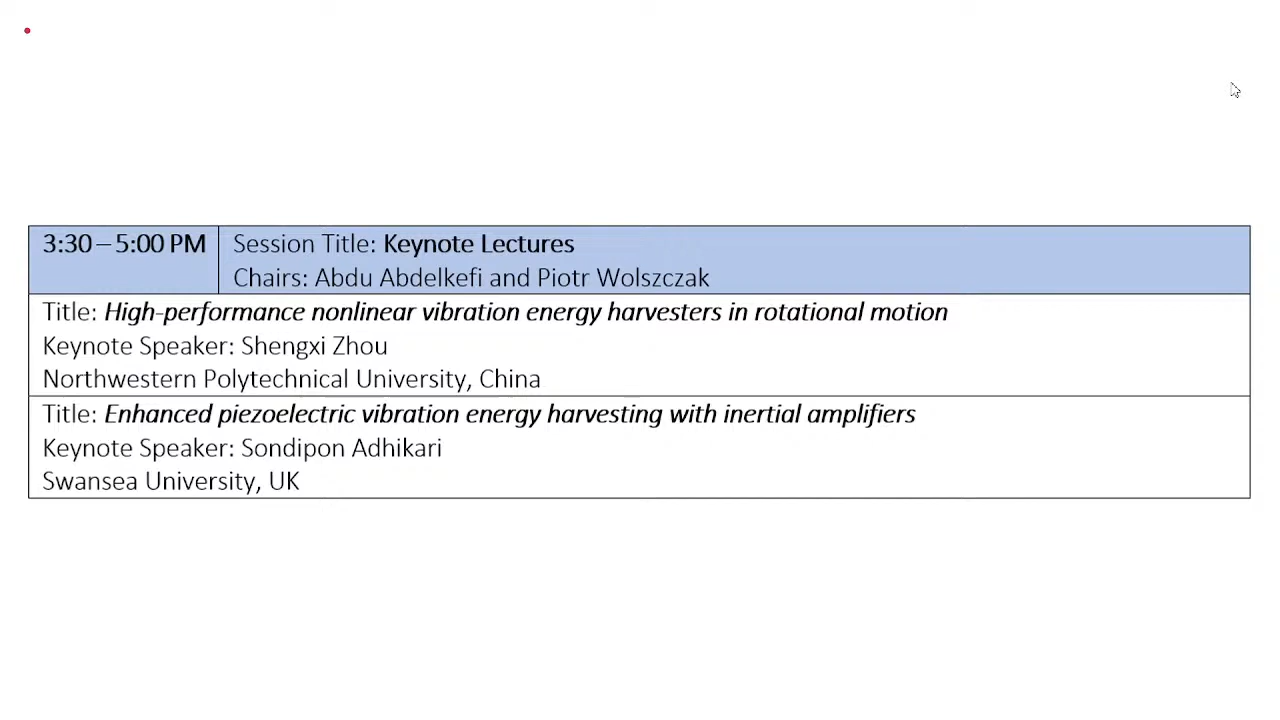 3:30 – 5:00 PM
Session Title: Keynote Lectures
Chairs: Abdu Abdelkefi and Piotr Wolszczak
Title: High-performance nonlinear vibration energy harvesters in rotational motion
Keynote Speaker: Shengxi Zhou
Northwestern Polytechnical University, China
Title: Enhanced piezoelectric vibration energy harvesting with inertial amplifiers
Keynote Speaker: Sondipon Adhikari
Swansea University, UK